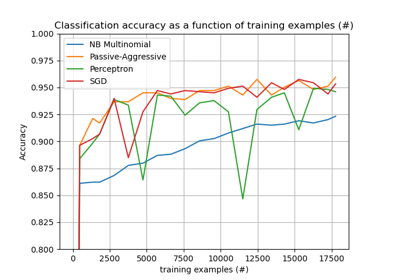 Classification accuracy as a function of training examples (#)
1.000
0.975
0.950
0.925
0.900
0.875
0.850
0.825
0.800
Accuracy
NB Multinomial
Passive-Aggressive
Perceptron
SGD
0 2500 5000 7500 10000 12500 15000 17500
training examples (#)